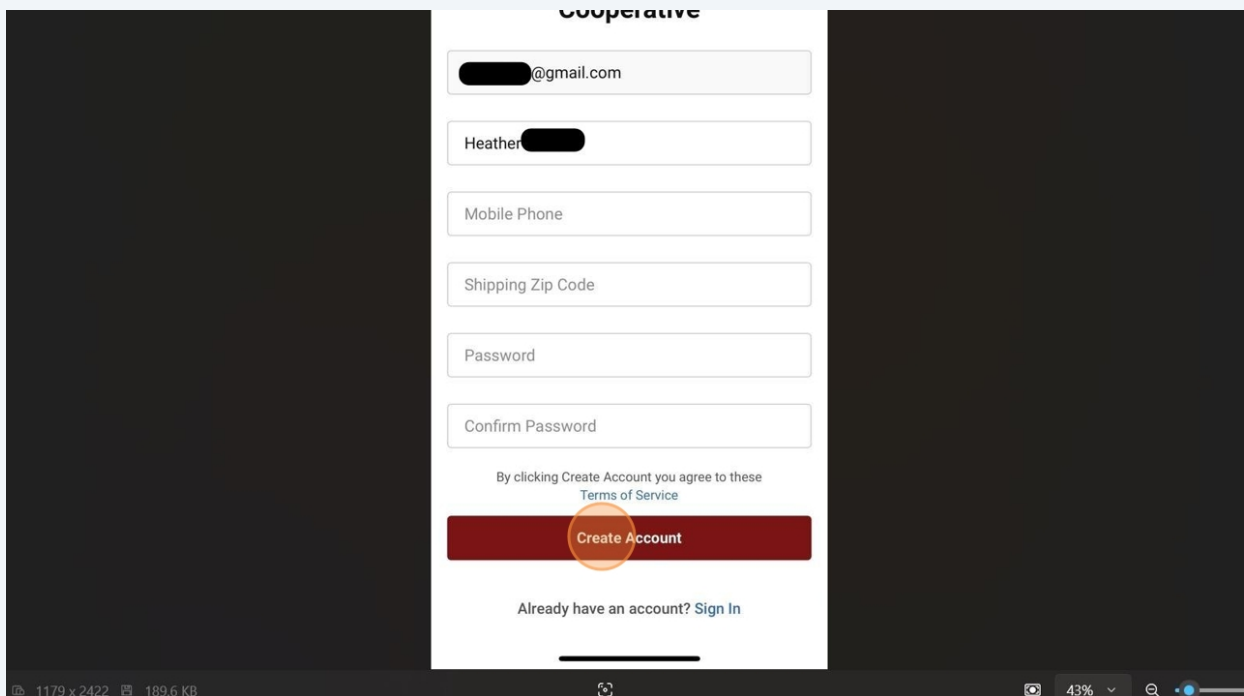 Cooperative
@gmail.com
Heather
Mobile Phone
Shipping Zip Code
Password
Confirm Password
By clicking Create Account you agree to these
Terms of Service
Create Account
Already have an account? Sign In
1179 x 2422 189.6 KB 43%